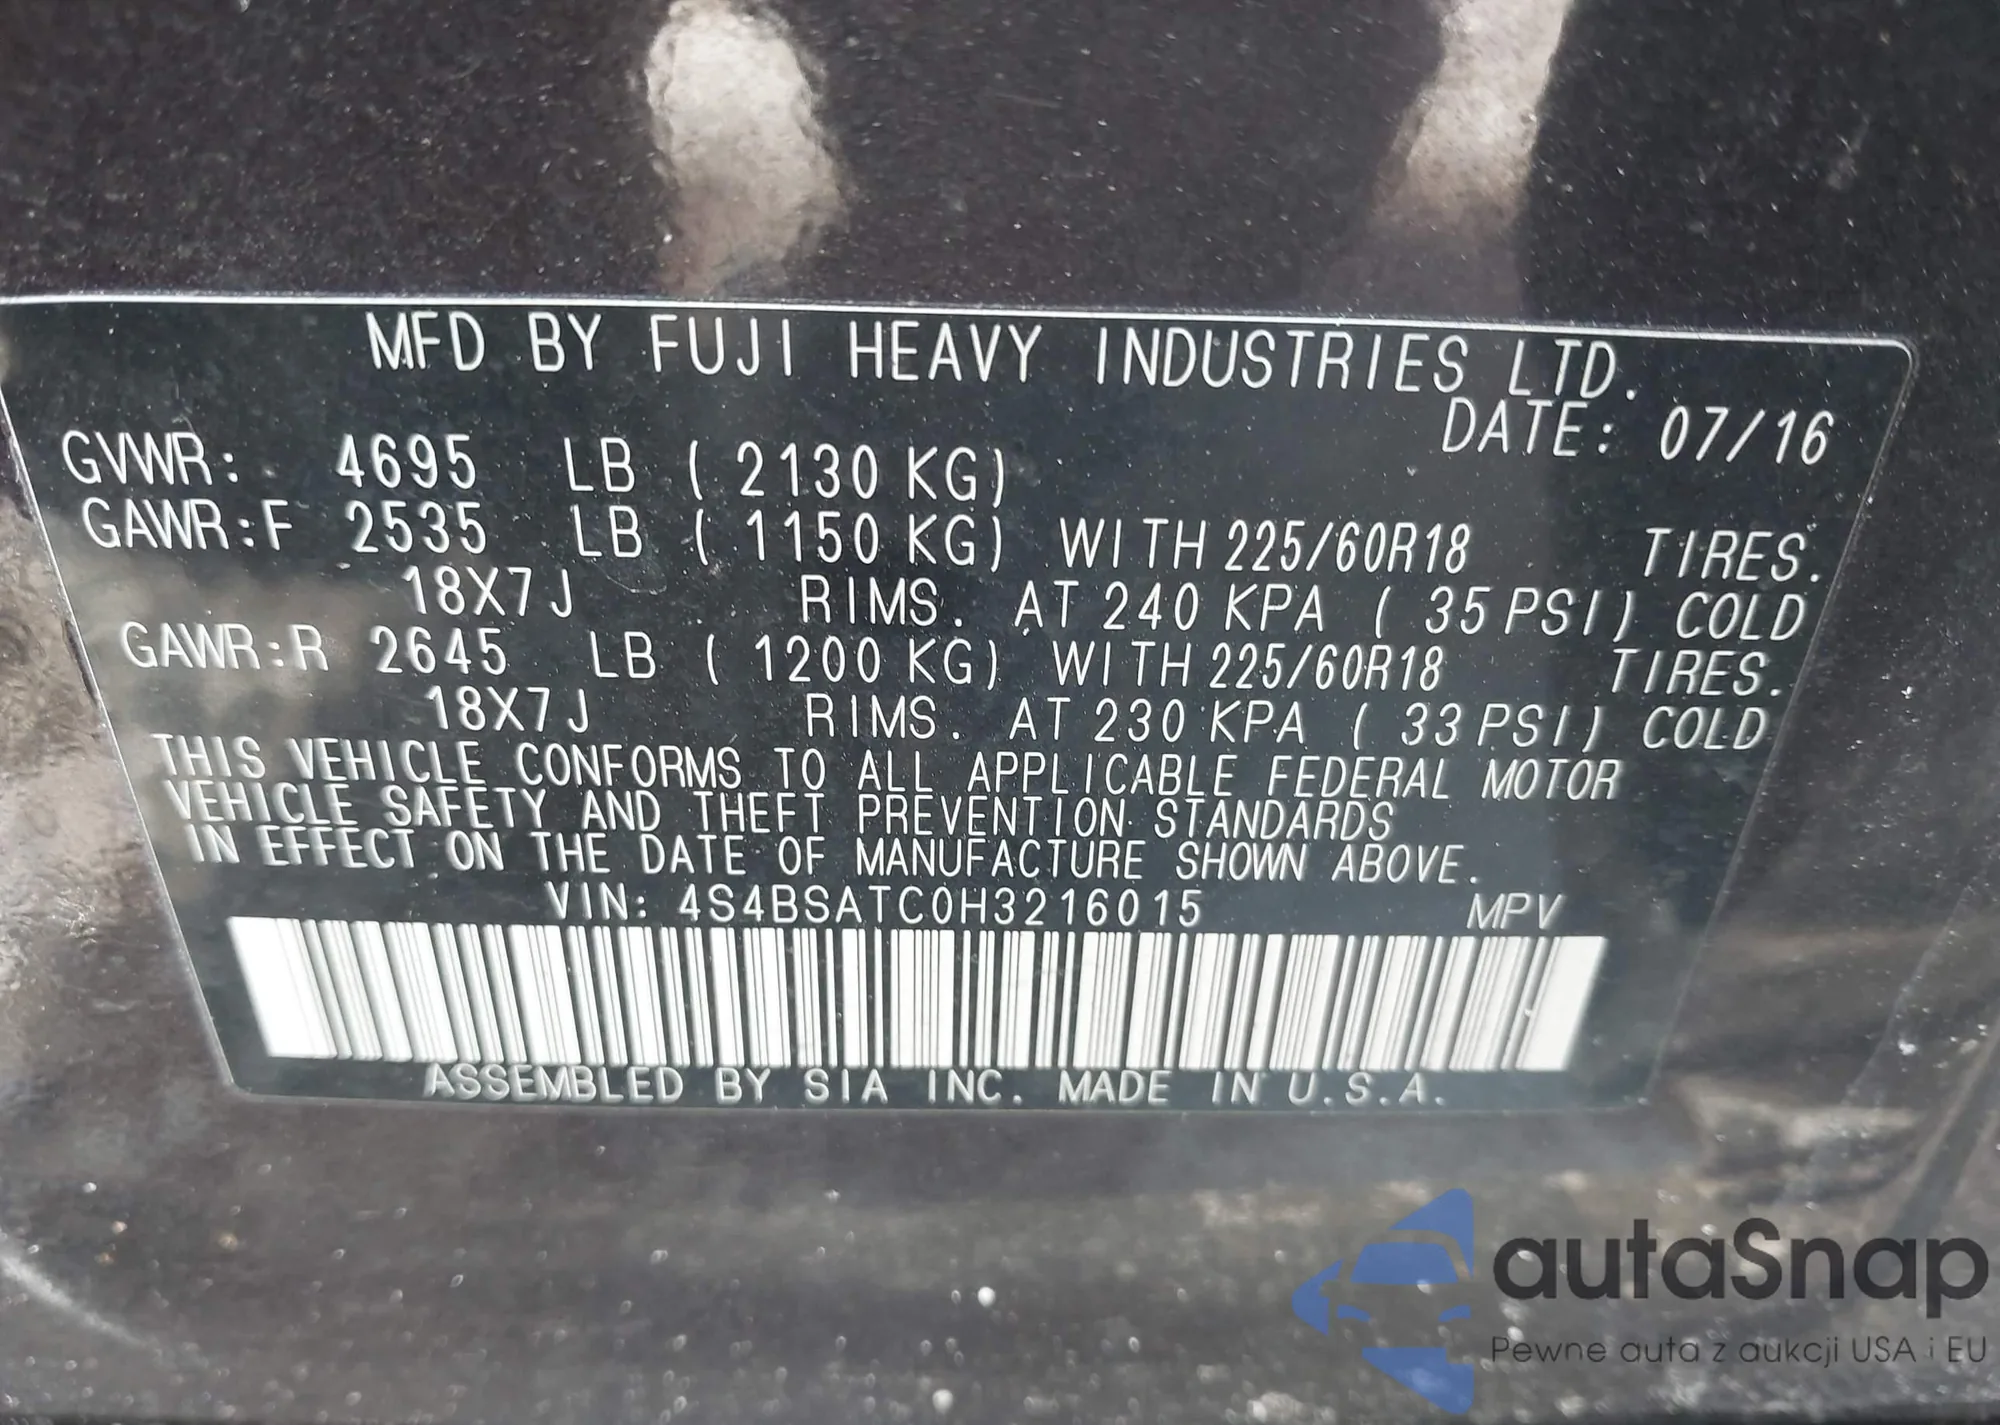 MFD BY FUJI HEAVY INDUSTRIES LTD.
DATE: 07/16
GVWR: 4695 LB ( 2130 KG)
GAWR:F 2535 LB ( 1150 KG) WITH 225/60R18 TIRES.
18X7J RIMS. AT 240 KPA ( 35 PSI) COLD
GAWR:R 2645 LB ( 1200 KG) WITH 225/60R18 TIRES.
18X7J RIMS. AT 230 KPA ( 33 PSI) COLD
THIS VEHICLE CONFORMS TO ALL APPLICABLE FEDERAL MOTOR
VEHICLE SAFETY AND THEFT PREVENTION STANDARDS
IN EFFECT ON THE DATE OF MANUFACTURE SHOWN ABOVE.
VIN: 4S4BSATC0H3216015 MPV
ASSEMBLED BY SIA INC. MADE IN U.S.A.
autaSnap
Pewne auta z aukcji USA i EU